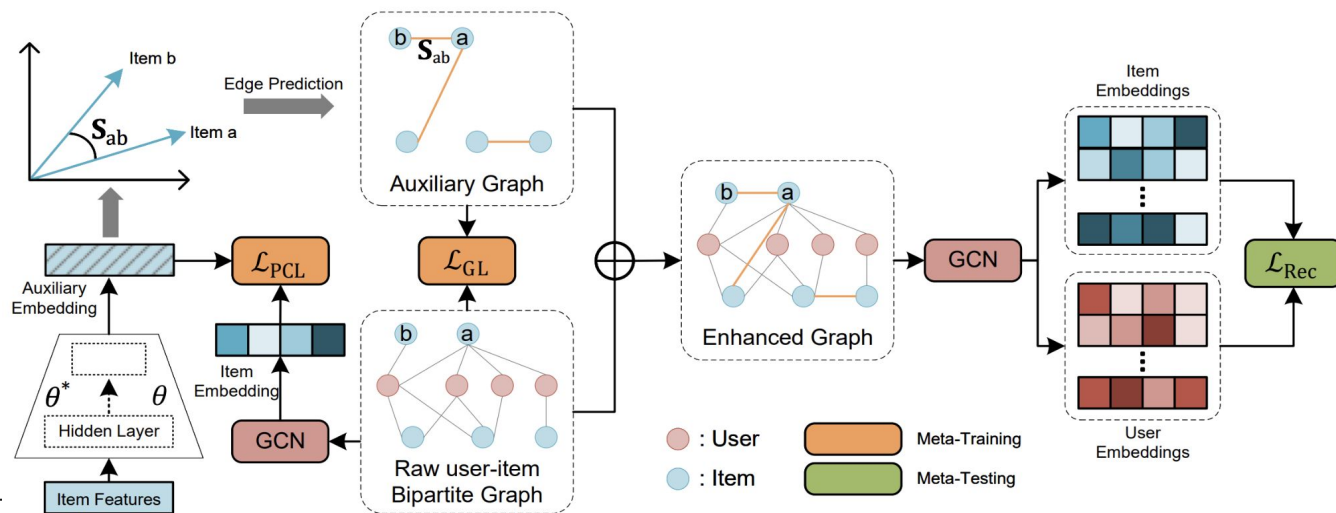 Item b
Item a
S_ab
Edge Prediction
b
a
S_ab
Auxiliary Graph
Auxiliary
Embedding
ℒ_PCL
ℒ_GL
θ*
θ
Hidden Layer
Item Features
Item
Embedding
GCN
b
a
Raw user-item
Bipartite Graph
b
a
Enhanced Graph
GCN
Item
Embeddings
ℒ_Rec
User
Embeddings
: User
: Item
Meta-Training
Meta-Testing